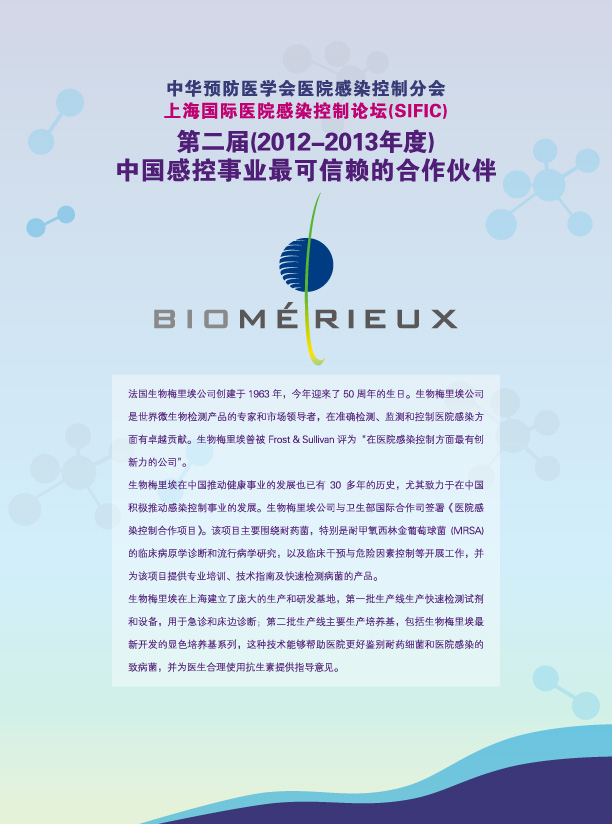 中华预防医学会医院感染控制分会
上海国际医院感染控制论坛(SIFIC)
第二届(2012–2013年度)
中国感控事业最可信赖的合作伙伴
BIOMÉRIEUX
法国生物梅里埃公司创建于 1963 年，今年迎来了 50 周年的生日。生物梅里埃公司
是世界微生物检测产品的专家和市场领导者，在准确检测、监测和控制医院感染方
面有卓越贡献。生物梅里埃曾被 Frost & Sullivan 评为 “在医院感染控制方面最有创
新力的公司”。
生物梅里埃在中国推动健康事业的发展也已有 30 多年的历史，尤其致力于在中国
积极推动感染控制事业的发展。生物梅里埃公司与卫生部国际合作司签署《医院感
染控制合作项目》。该项目主要围绕耐药菌，特别是耐甲氧西林金葡萄球菌 (MRSA)
的临床病原学诊断和流行病学研究，以及临床干预与危险因素控制等开展工作，并
为该项目提供专业培训、技术指南及快速检测病菌的产品。
生物梅里埃在上海建立了庞大的生产和研发基地，第一批生产线生产快速检测试剂
和设备，用于急诊和床边诊断；第二批生产线主要生产培养基，包括生物梅里埃最
新开发的显色培养基系列，这种技术能够帮助医院更好鉴别耐药细菌和医院感染的
致病菌，并为医生合理使用抗生素提供指导意见。